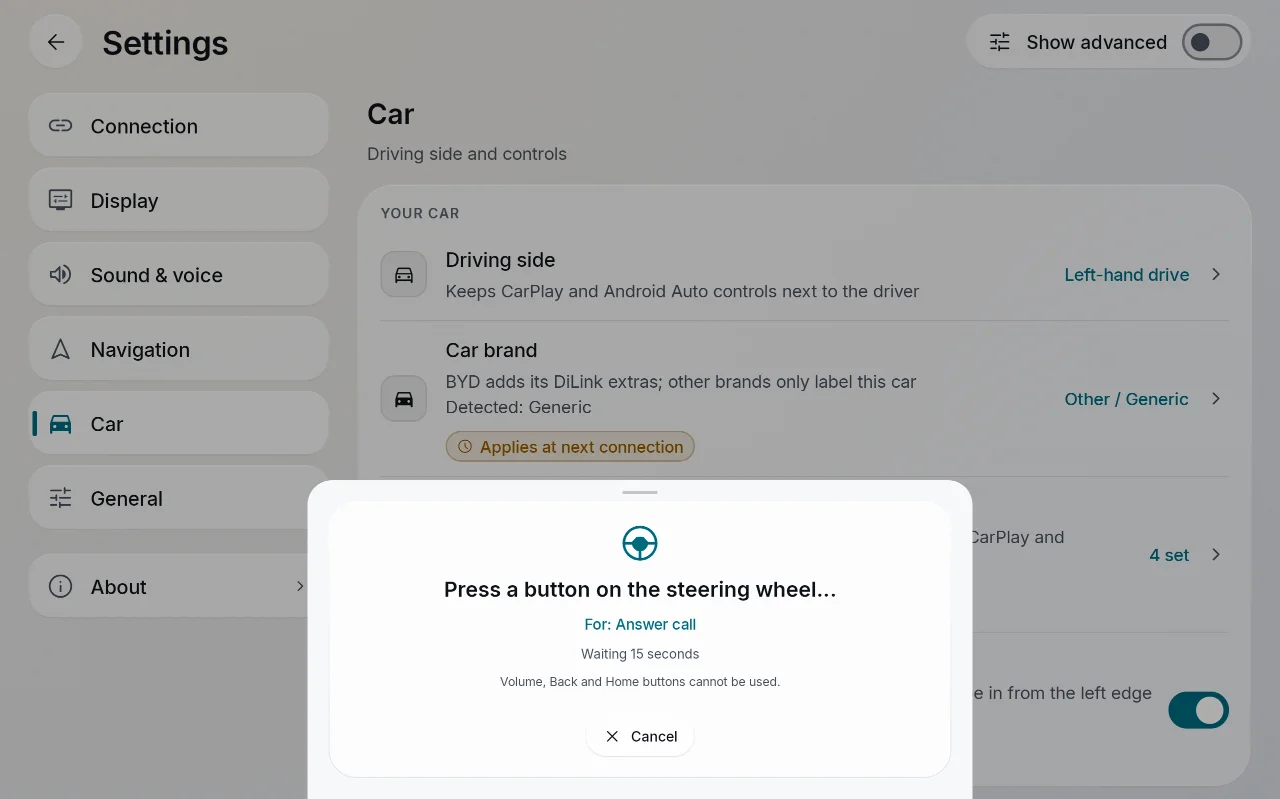 Settings
Show advanced
Connection
Display
Sound & voice
Navigation
Car
General
About
Car
Driving side and controls
YOUR CAR
Driving side
Keeps CarPlay and Android Auto controls next to the driver
Left-hand drive
Car brand
BYD adds its DiLink extras; other brands only label this car
Detected: Generic
Other / Generic
Applies at next connection
CarPlay and
4 set
e in from the left edge
Press a button on the steering wheel...
For: Answer call
Waiting 15 seconds
Volume, Back and Home buttons cannot be used.
Cancel